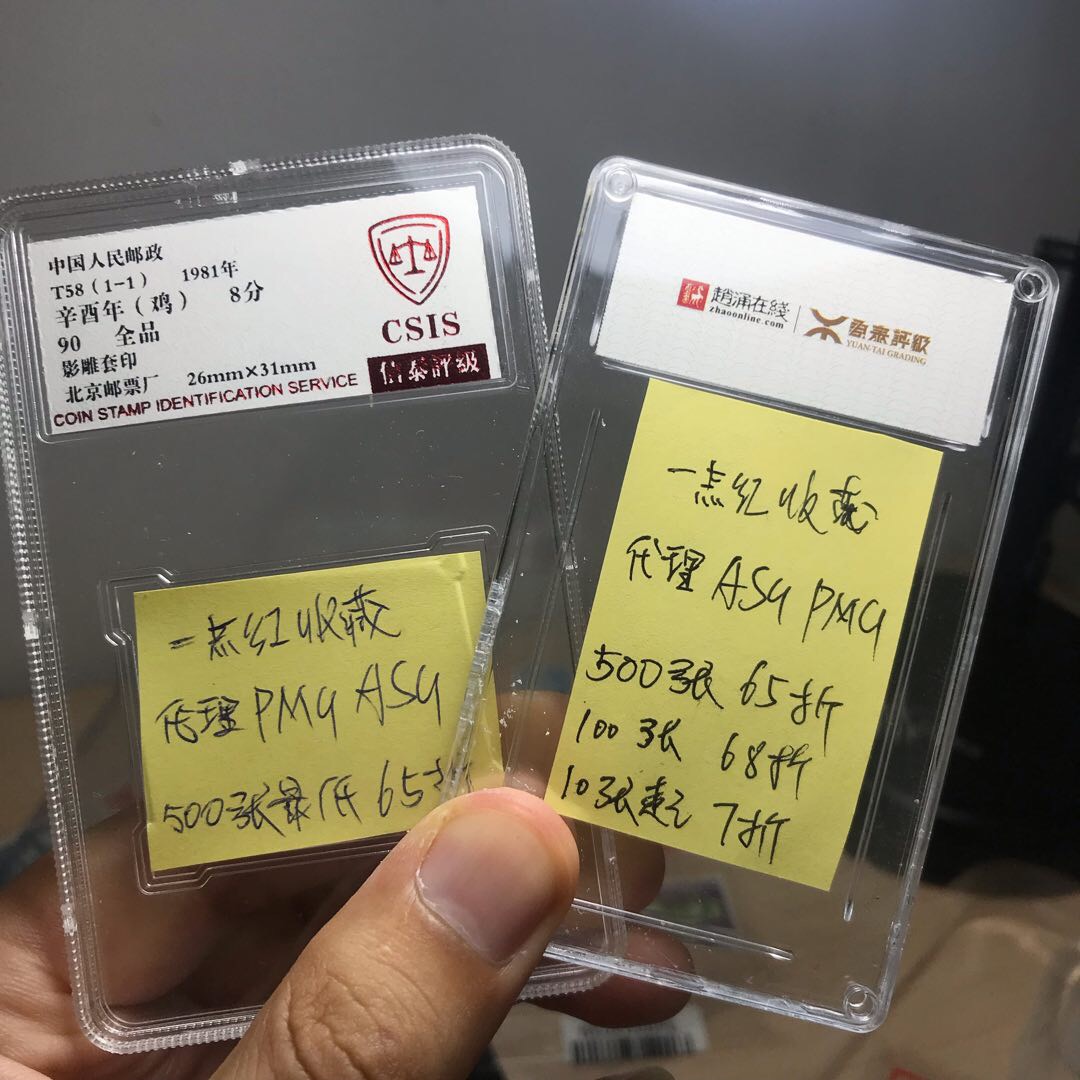 中国人民邮政
T58（1-1） 1981年
辛酉年（鸡） 8分
90 全品
影雕套印
北京邮票厂 26mm×31mm
COIN STAMP IDENTIFICATION SERVICE
CSIS
信泰評級
一点红收藏
代理 PMG ASG
500張最低 65折
趙涌在綫
zhaoonline.com
源泰評級
YUAN-TAI GRADING
一点红收藏
代理 ASG PMG
500張 65折
100张 68折
10张起 7折